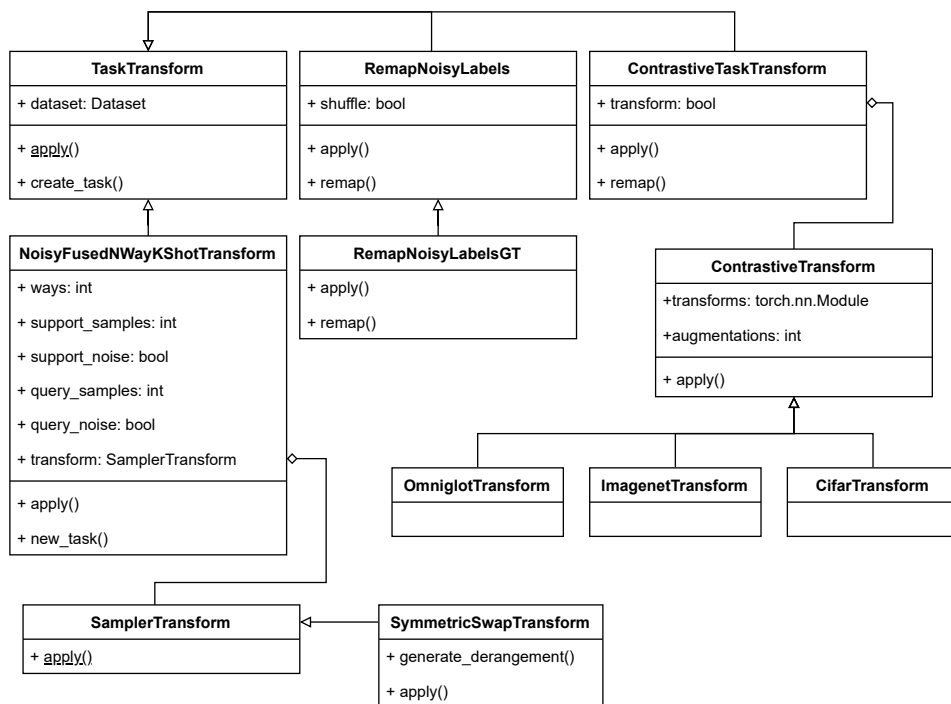 TaskTransform
+ dataset: Dataset
+ apply()
+ create_task()
RemapNoisyLabels
+ shuffle: bool
+ apply()
+ remap()
ContrastiveTaskTransform
+ transform: bool
+ apply()
+ remap()
NoisyFusedNWayKShotTransform
+ ways: int
+ support_samples: int
+ support_noise: bool
+ query_samples: int
+ query_noise: bool
+ transform: SamplerTransform
+ apply()
+ new_task()
RemapNoisyLabelsGT
+ apply()
+ remap()
ContrastiveTransform
+transforms: torch.nn.Module
+augmentations: int
+ apply()
OmniglotTransform
ImagenetTransform
CifarTransform
SamplerTransform
+ apply()
SymmetricSwapTransform
+ generate_derangement()
+ apply()